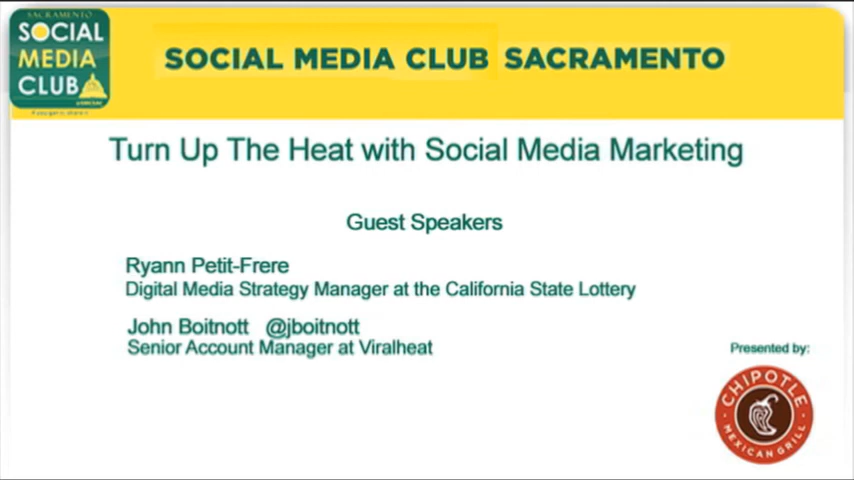 SACRAMENTO
SOCIAL
MEDIA
CLUB
SOCIAL MEDIA CLUB SACRAMENTO
Turn Up The Heat with Social Media Marketing
Guest Speakers
Ryann Petit-Frere
Digital Media Strategy Manager at the California State Lottery
John Boitnott @jboitnott
Senior Account Manager at Viralheat
Presented by:
CHIPOTLE
MEXICAN GRILL